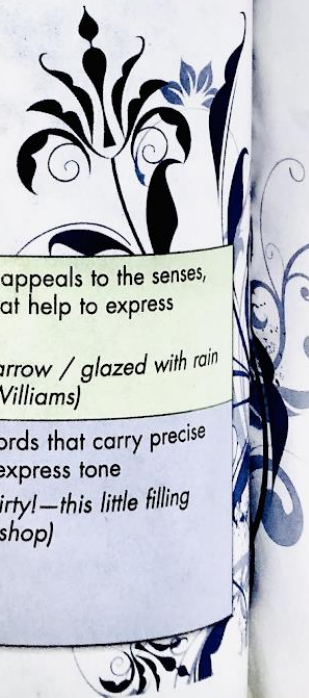 appeals to the senses,
at help to express
arrow / glazed with rain
Williams)
ords that carry precise
express tone
irty!—this little filling
shop)